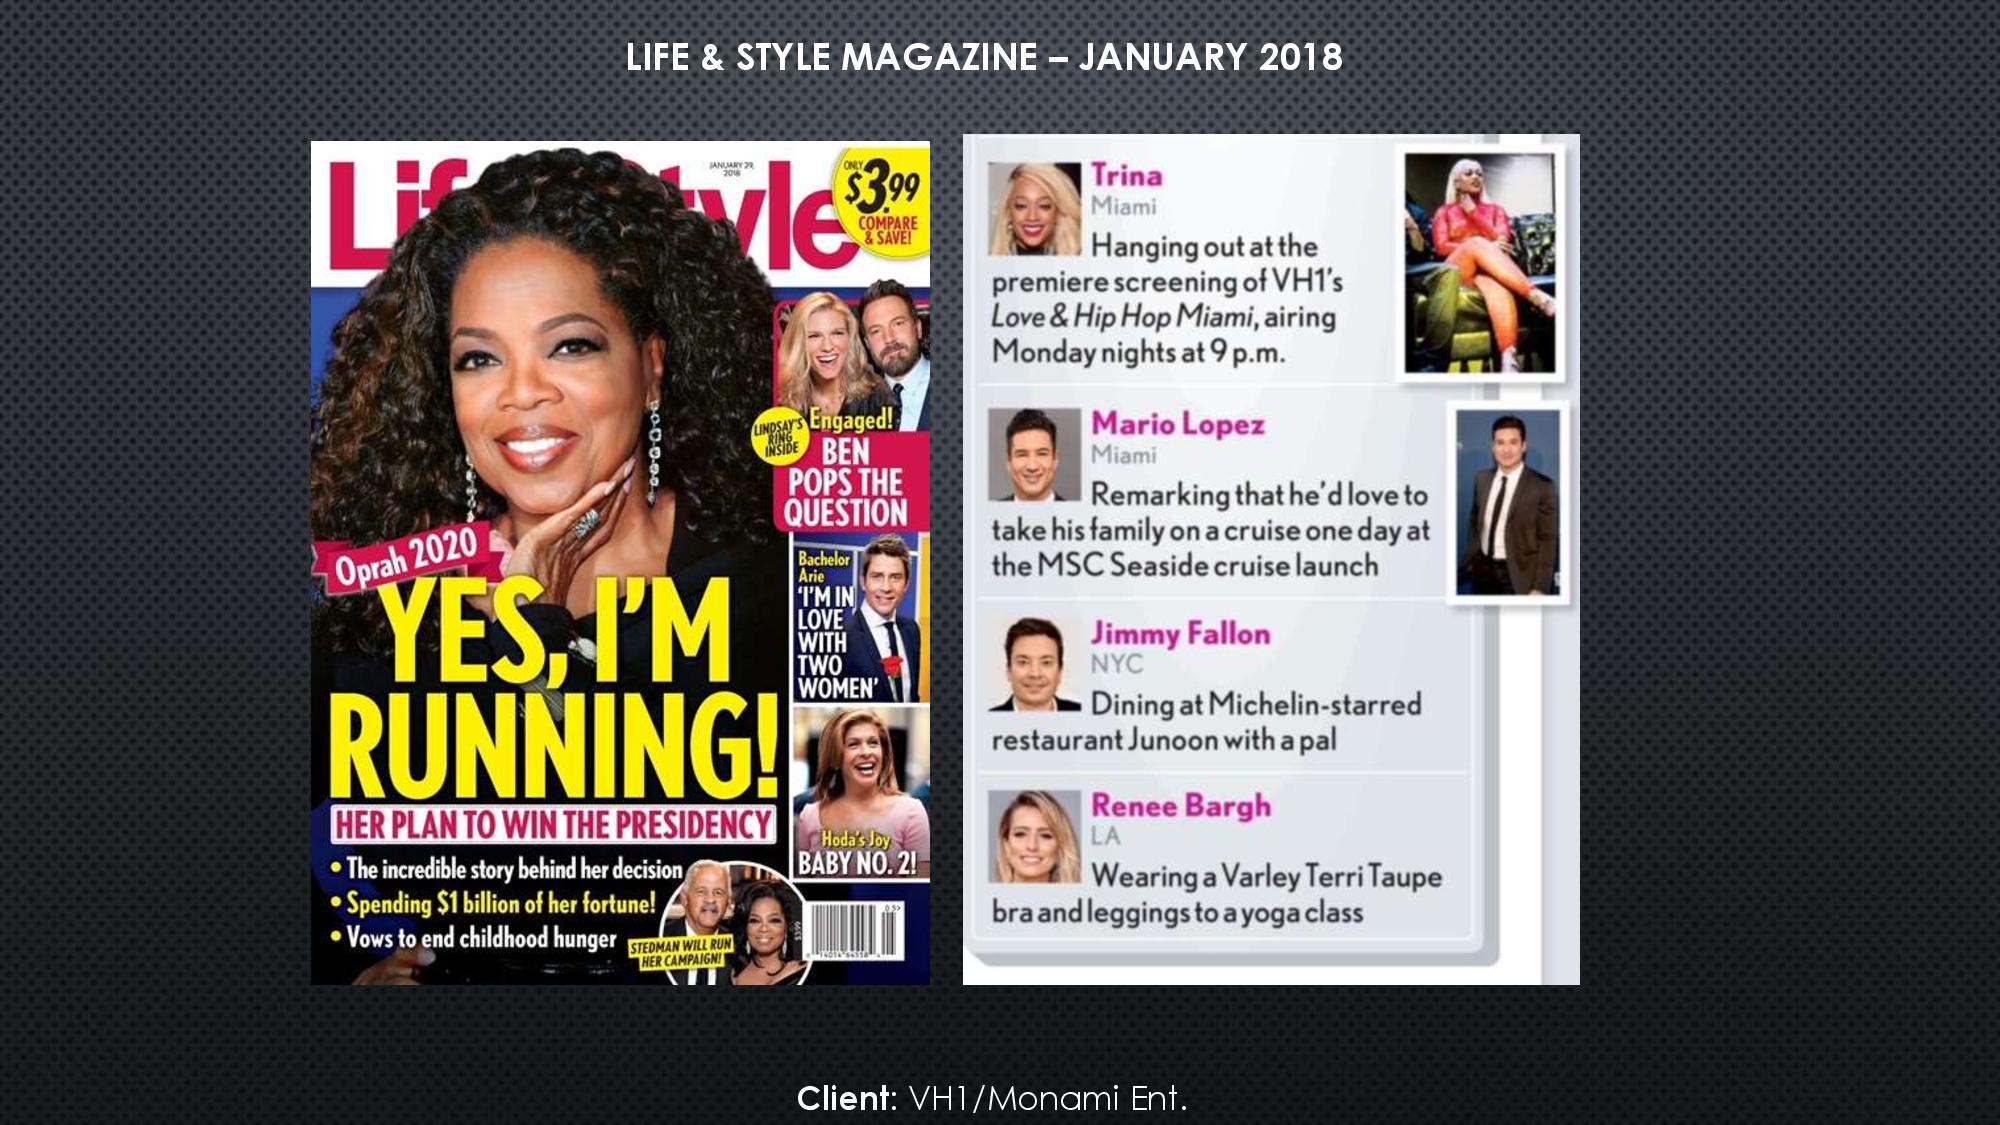 LIFE & STYLE MAGAZINE – JANUARY 2018
JANUARY 29, 2018
ONLY
$3.99
COMPARE
& SAVE!
Engaged!
LINDSAY'S
RING
INSIDE
BEN
POPS THE
QUESTION
Oprah 2020
YES, I'M
RUNNING!
HER PLAN TO WIN THE PRESIDENCY
• The incredible story behind her decision
• Spending $1 billion of her fortune!
• Vows to end childhood hunger
STEDMAN WILL RUN
HER CAMPAIGN!
Bachelor
Arie
'I'M IN
LOVE
WITH
TWO
WOMEN'
Hoda's Joy
BABY NO. 2!
Trina
Miami
Hanging out at the
premiere screening of VH1's
Love & Hip Hop Miami, airing
Monday nights at 9 p.m.
Mario Lopez
Miami
Remarking that he'd love to
take his family on a cruise one day at
the MSC Seaside cruise launch
Jimmy Fallon
NYC
Dining at Michelin-starred
restaurant Junoon with a pal
Renee Bargh
LA
Wearing a Varley Terri Taupe
bra and leggings to a yoga class
Client: VH1/Monami Ent.